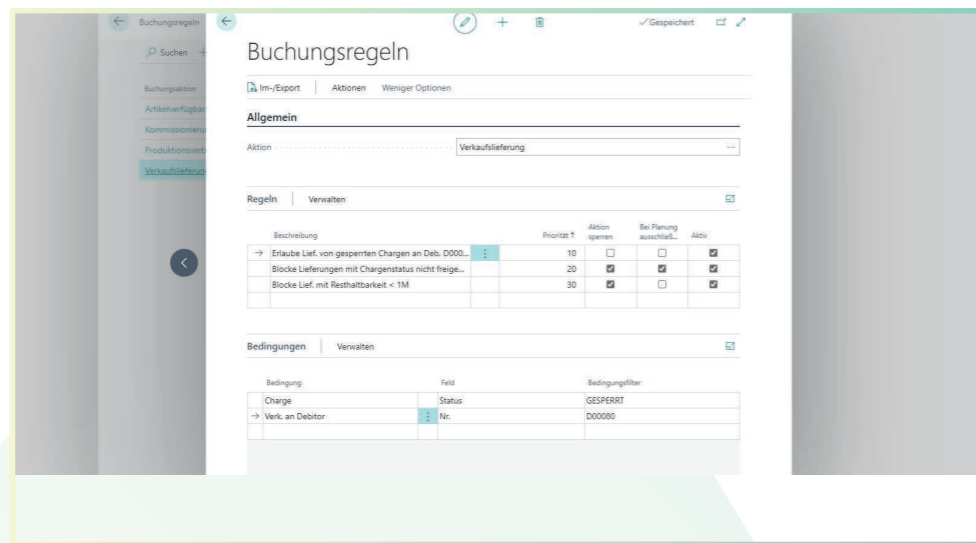 Buchungsregeln
Gespeichert
Suchen
Buchungsregeln
Buchungsaktion
Im-/Export Aktionen Weniger Optionen
Artikelverfügbar
Allgemein
Kommissionieru
Produktionsverb
Aktion Verkaufslieferung ...
Verkaufslieferun
Regeln Verwalten
Beschreibung Priorität ↑ Aktion sperren Bei Planung ausschließ... Aktiv
→ Erlaube Lief. von gesperrten Chargen an Deb. D000... 10
Blocke Lieferungen mit Chargenstatus nicht freige... 20
Blocke Lief. mit Resthaltbarkeit < 1M 30
Bedingungen Verwalten
Bedingung Feld Bedingungsfilter
Charge Status GESPERRT
→ Verk. an Debitor Nr. D00080